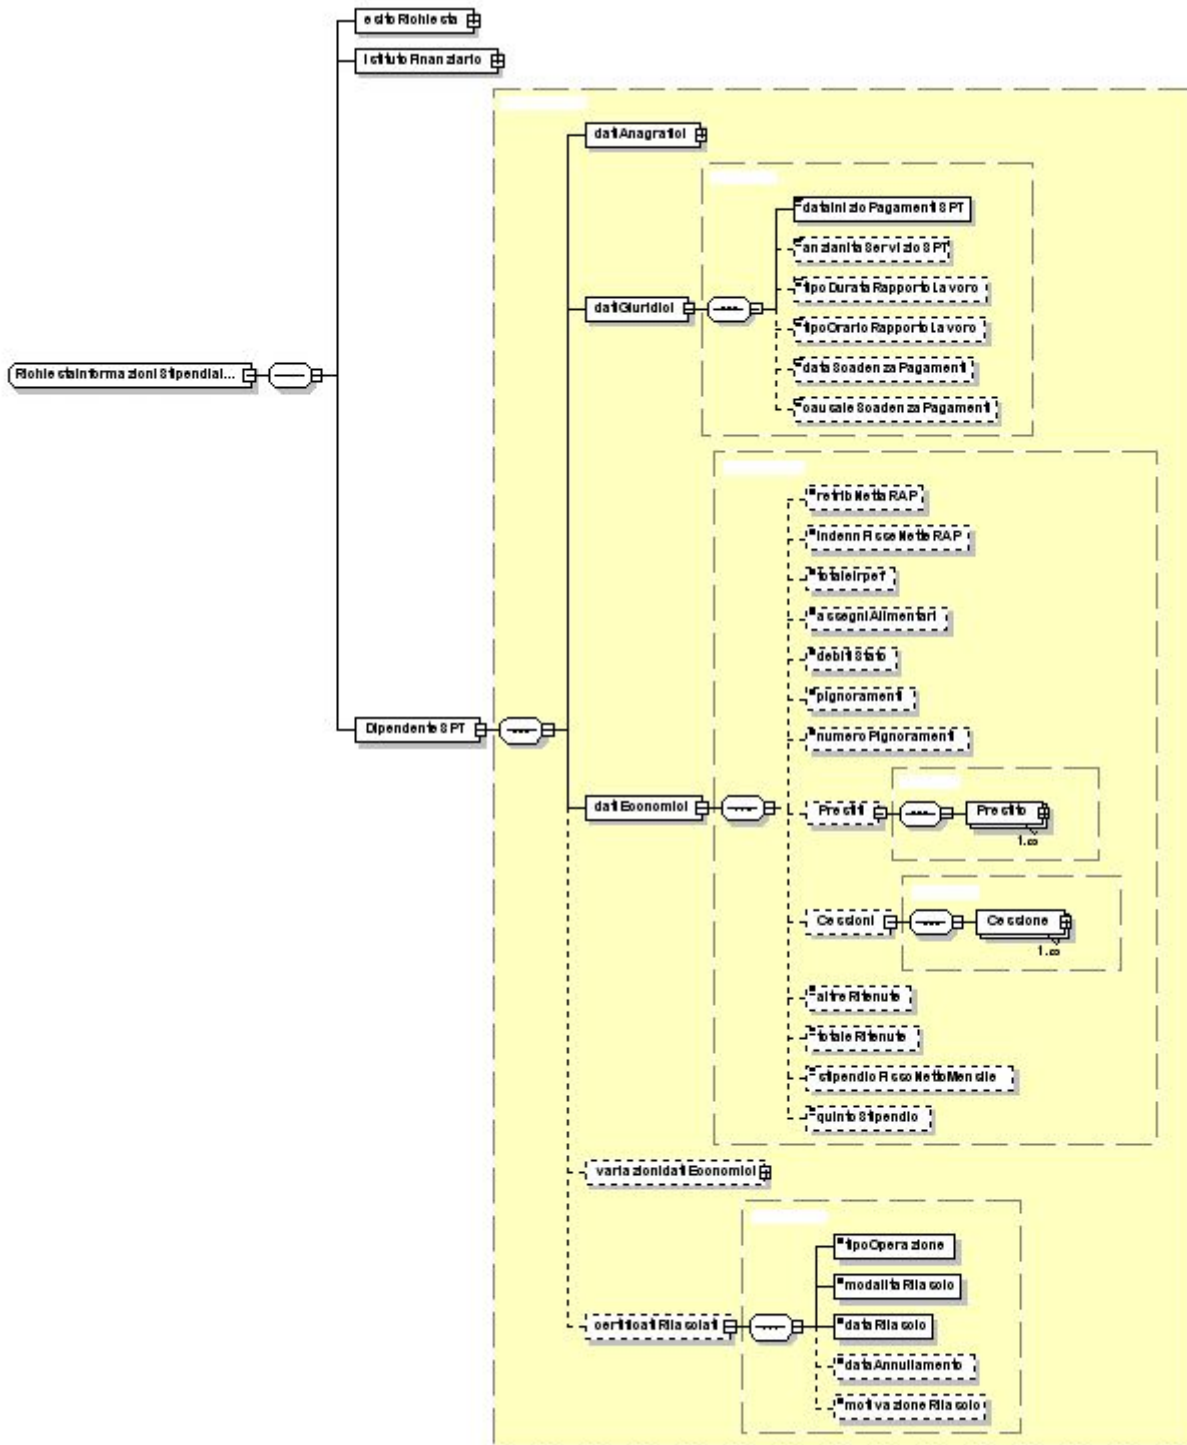 esitoRichiesta
IstitutoFinanziario
datiAnagrafici
dataInizioPagamentiSPT
anzianitaServizioSPT
tipoDurataRapportoLavoro
datiGiuridici
tipoOrarioRapportoLavoro
RichiestaInformazioniStipendial...
dataScadenzaPagamenti
causaleScadenzaPagamenti
retribNettaRAP
indennFisseNetteRAP
totaleIrpef
assegniAlimentari
debitiStato
pignoramenti
DipendenteSPT
numeroPignoramenti
datiEconomici
Prestiti
Prestito
1..∞
Cessioni
Cessione
1..∞
altreRitenute
totaleRitenute
stipendioFissoNettoMensile
quintoStipendio
variazionidatiEconomici
tipoOperazione
modalitaRilascio
certificatiRilasciati
dataRilascio
dataAnnullamento
motivazioneRilascio